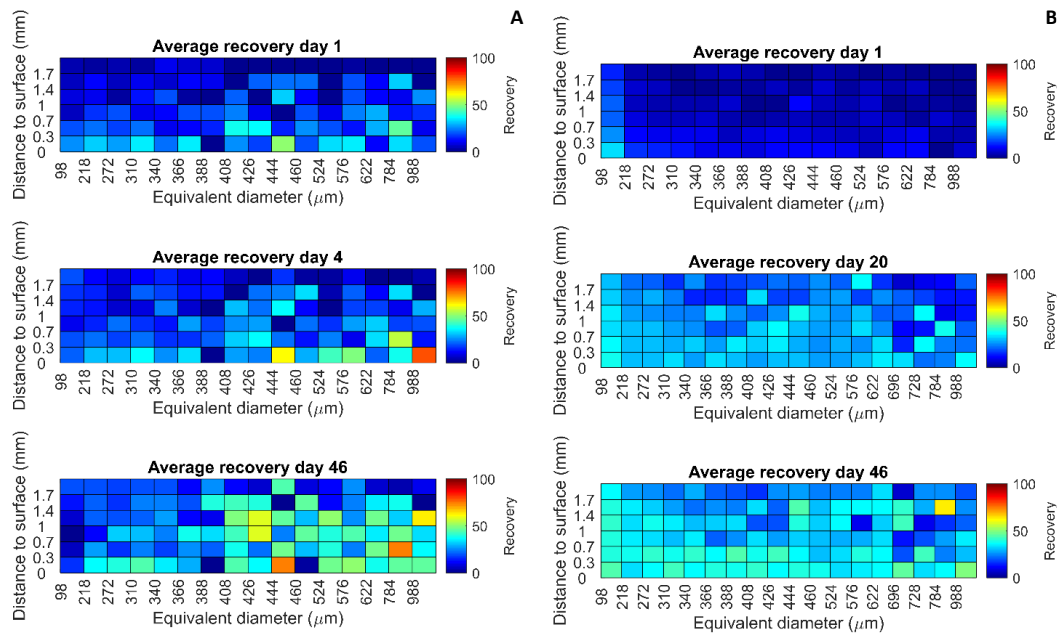 A
Average recovery day 1
Distance to surface (mm)
1.7
1.4
1
0.7
0.3
0
98 218 272 310 340 366 388 408 426 444 460 524 576 622 784 988
Equivalent diameter (μm)
100
50
0
Recovery
Average recovery day 4
Distance to surface (mm)
1.7
1.4
1
0.7
0.3
0
98 218 272 310 340 366 388 408 426 444 460 524 576 622 784 988
Equivalent diameter (μm)
100
50
0
Recovery
Average recovery day 46
Distance to surface (mm)
1.7
1.4
1
0.7
0.3
0
98 218 272 310 340 366 388 408 426 444 460 524 576 622 784 988
Equivalent diameter (μm)
100
50
0
Recovery
B
Average recovery day 1
Distance to surface (mm)
1.7
1.4
1
0.7
0.3
0
98 218 272 310 340 366 388 408 426 444 460 524 576 622 784 988
Equivalent diameter (μm)
100
50
0
Recovery
Average recovery day 20
Distance to surface (mm)
1.7
1.4
1
0.7
0.3
0
98 218 272 310 340 366 388 408 426 444 460 524 576 622 696 728 784 988
Equivalent diameter (μm)
100
50
0
Recovery
Average recovery day 46
Distance to surface (mm)
1.7
1.4
1
0.7
0.3
0
98 218 272 310 340 366 388 408 426 444 460 524 576 622 696 728 784 988
Equivalent diameter (μm)
100
50
0
Recovery